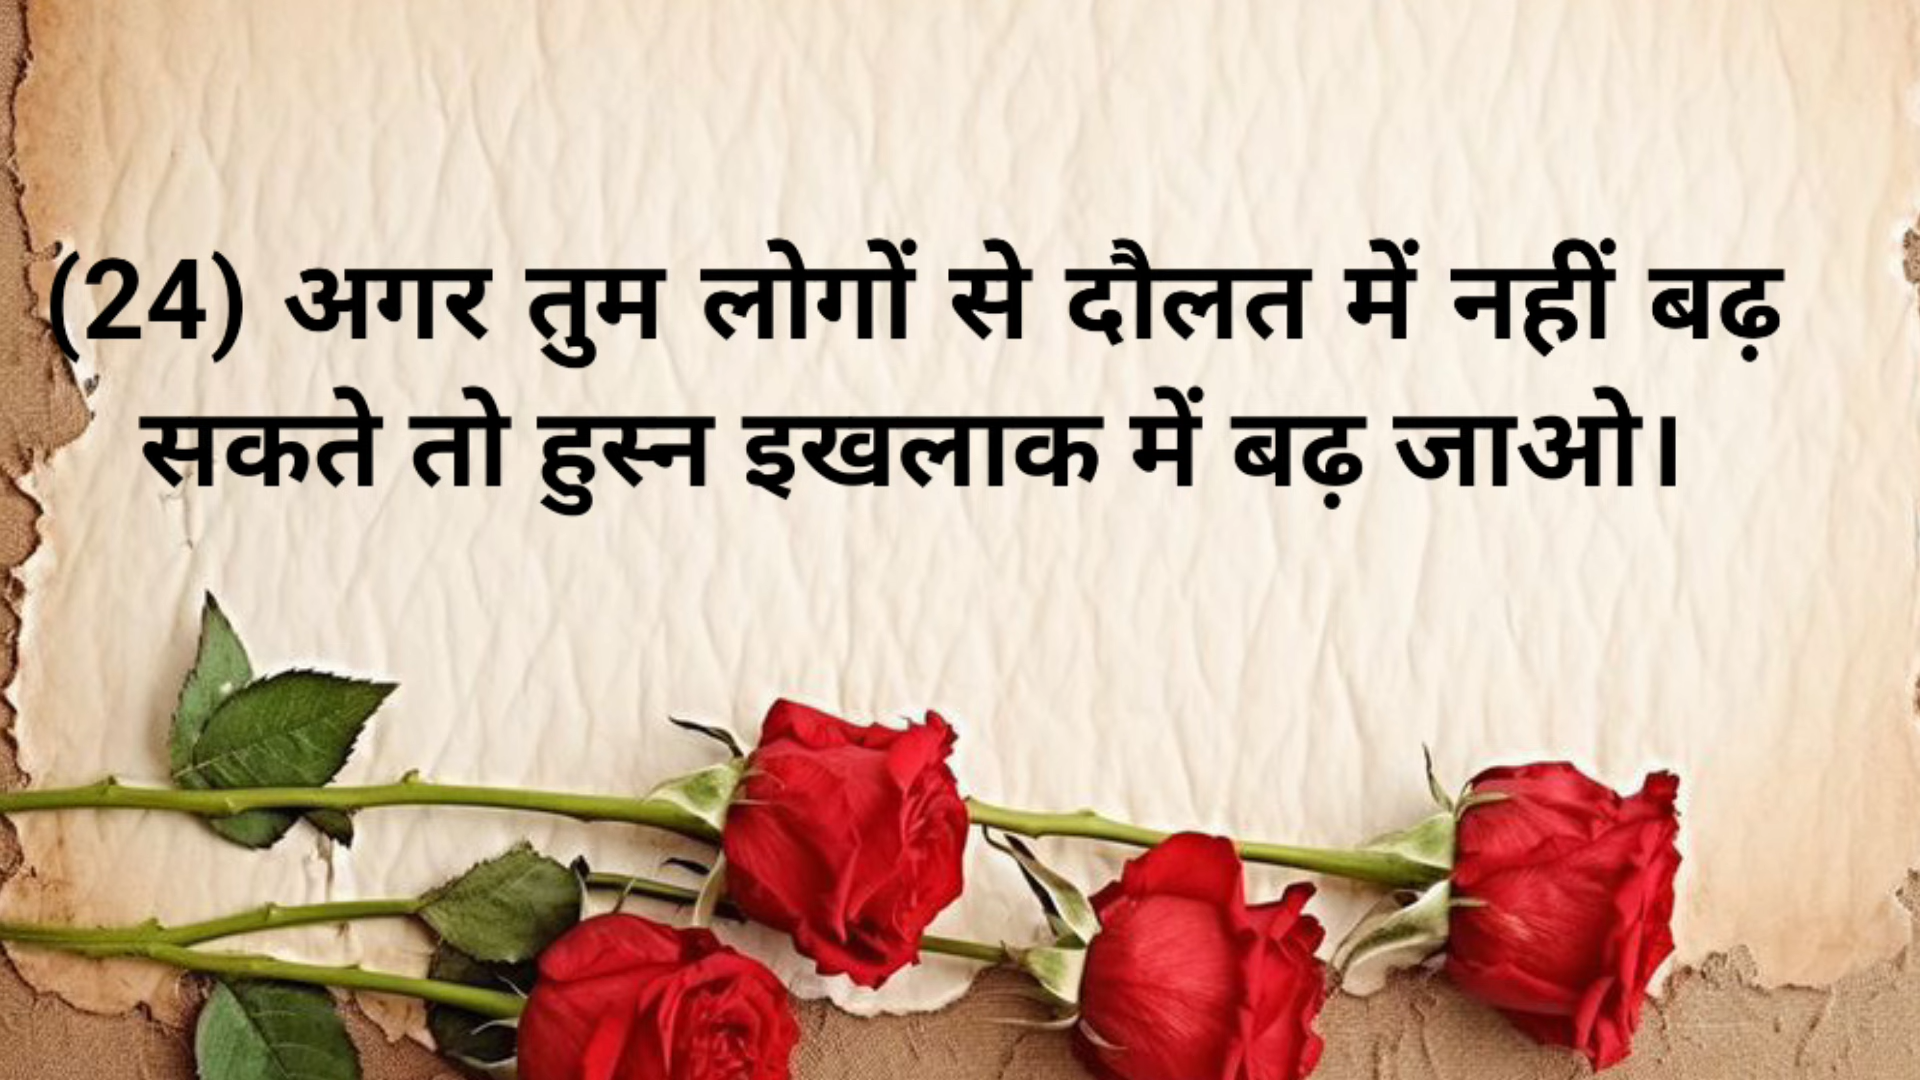 (24) अगर तुम लोगों से दौलत में नहीं बढ़
सकते तो हुस्न इखलाक में बढ़ जाओ।